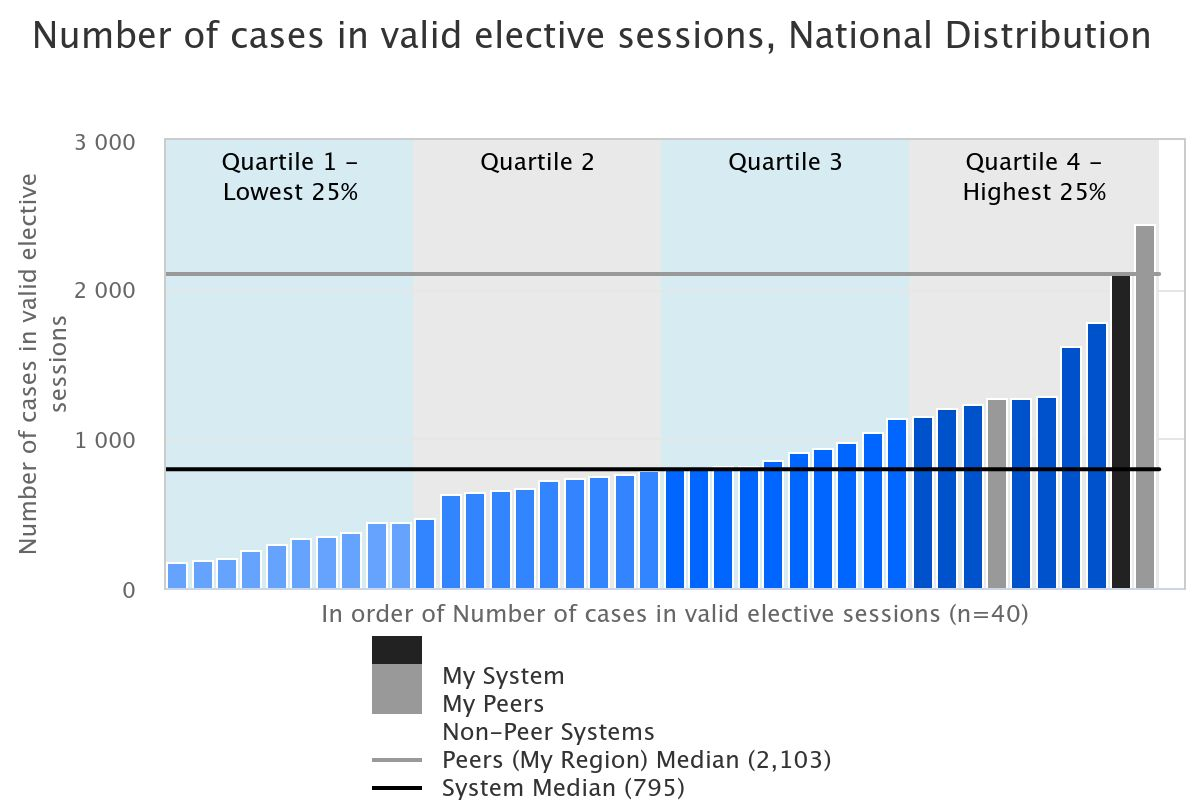 Number of cases in valid elective sessions, National Distribution
Number of cases in valid elective
sessions
3 000
2 000
1 000
0
Quartile 1 –
Lowest 25%
Quartile 2
Quartile 3
Quartile 4 –
Highest 25%
In order of Number of cases in valid elective sessions (n=40)
My System
My Peers
Non–Peer Systems
Peers (My Region) Median (2,103)
System Median (795)